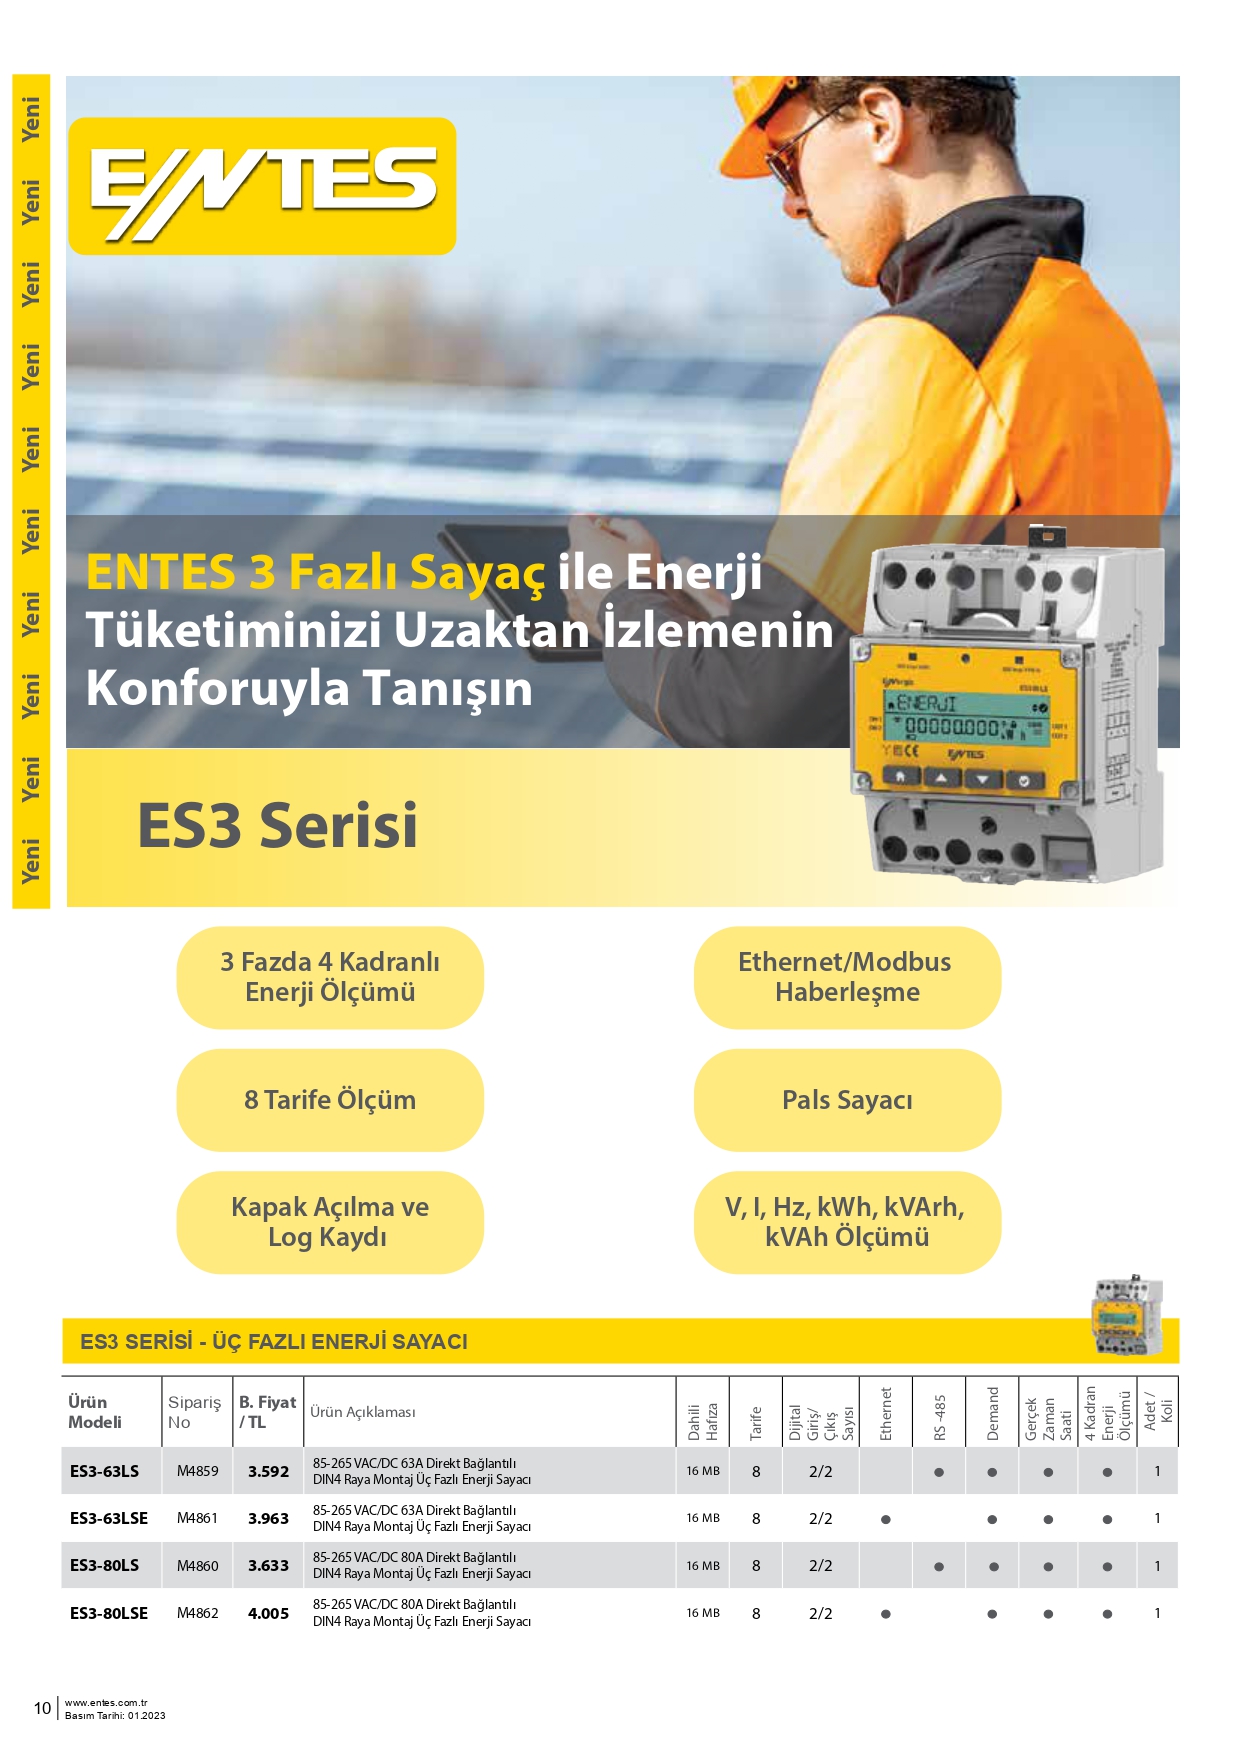 Yeni Yeni Yeni Yeni Yeni Yeni Yeni Yeni Yeni Yeni
ENTES
ENTES 3 Fazlı Sayaç ile Enerji
Tüketiminizi Uzaktan İzlemenin
Konforuyla Tanışın
ENERJİ
00000.000
ENTES
ES3 Serisi
3 Fazda 4 Kadranlı
Enerji Ölçümü
Ethernet/Modbus
Haberleşme
8 Tarife Ölçüm
Pals Sayacı
Kapak Açılma ve
Log Kaydı
V, I, Hz, kWh, kVArh,
kVAh Ölçümü
ES3 SERİSİ - ÜÇ FAZLI ENERJİ SAYACI
Ürün Modeli | Sipariş No | B. Fiyat / TL | Ürün Açıklaması | Dahili Hafıza | Tarife | Dijital Giriş/ Çıkış Sayısı | Ethernet | RS -485 | Demand | Gerçek Zaman Saati | 4 Kadran Enerji Ölçümü | Adet / Koli
ES3-63LS M4859 3.592 85-265 VAC/DC 63A Direkt Bağlantılı
DIN4 Raya Montaj Üç Fazlı Enerji Sayacı 16 MB 8 2/2 ● ● ● ● 1
ES3-63LSE M4861 3.963 85-265 VAC/DC 63A Direkt Bağlantılı
DIN4 Raya Montaj Üç Fazlı Enerji Sayacı 16 MB 8 2/2 ● ● ● ● 1
ES3-80LS M4860 3.633 85-265 VAC/DC 80A Direkt Bağlantılı
DIN4 Raya Montaj Üç Fazlı Enerji Sayacı 16 MB 8 2/2 ● ● ● ● 1
ES3-80LSE M4862 4.005 85-265 VAC/DC 80A Direkt Bağlantılı
DIN4 Raya Montaj Üç Fazlı Enerji Sayacı 16 MB 8 2/2 ● ● ● ● 1
10
www.entes.com.tr
Basım Tarihi: 01.2023